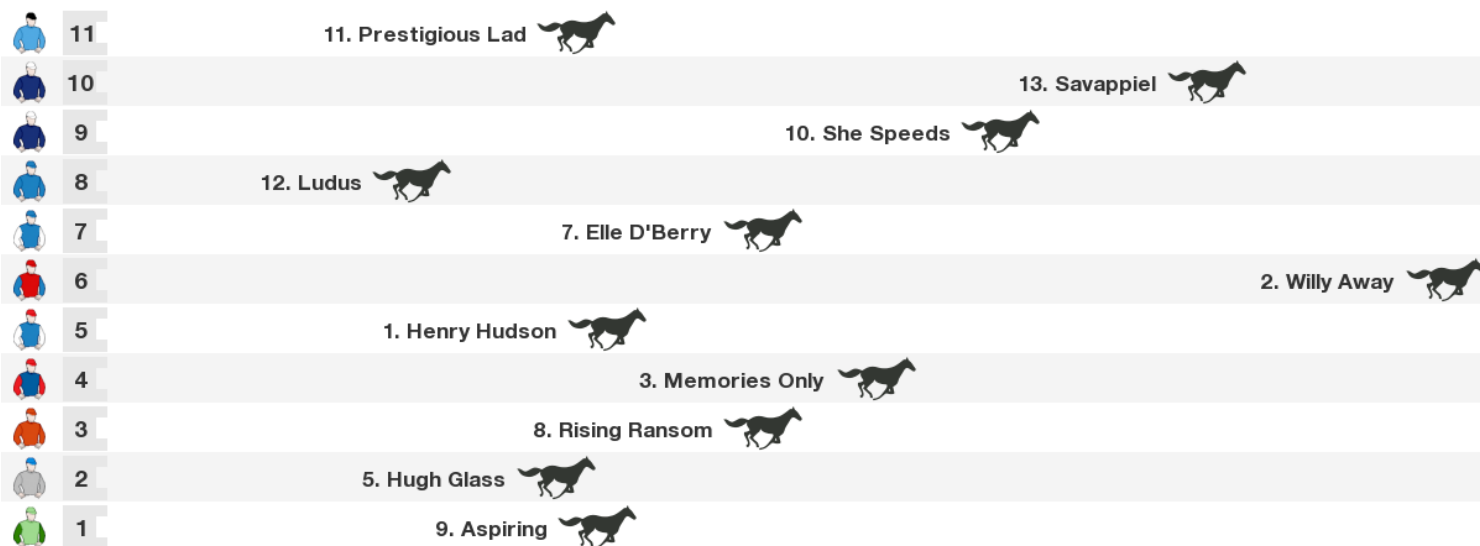 11 11. Prestigious Lad
10 13. Savappiel
9 10. She Speeds
8 12. Ludus
7 7. Elle D'Berry
6 2. Willy Away
5 1. Henry Hudson
4 3. Memories Only
3 8. Rising Ransom
2 5. Hugh Glass
1 9. Aspiring